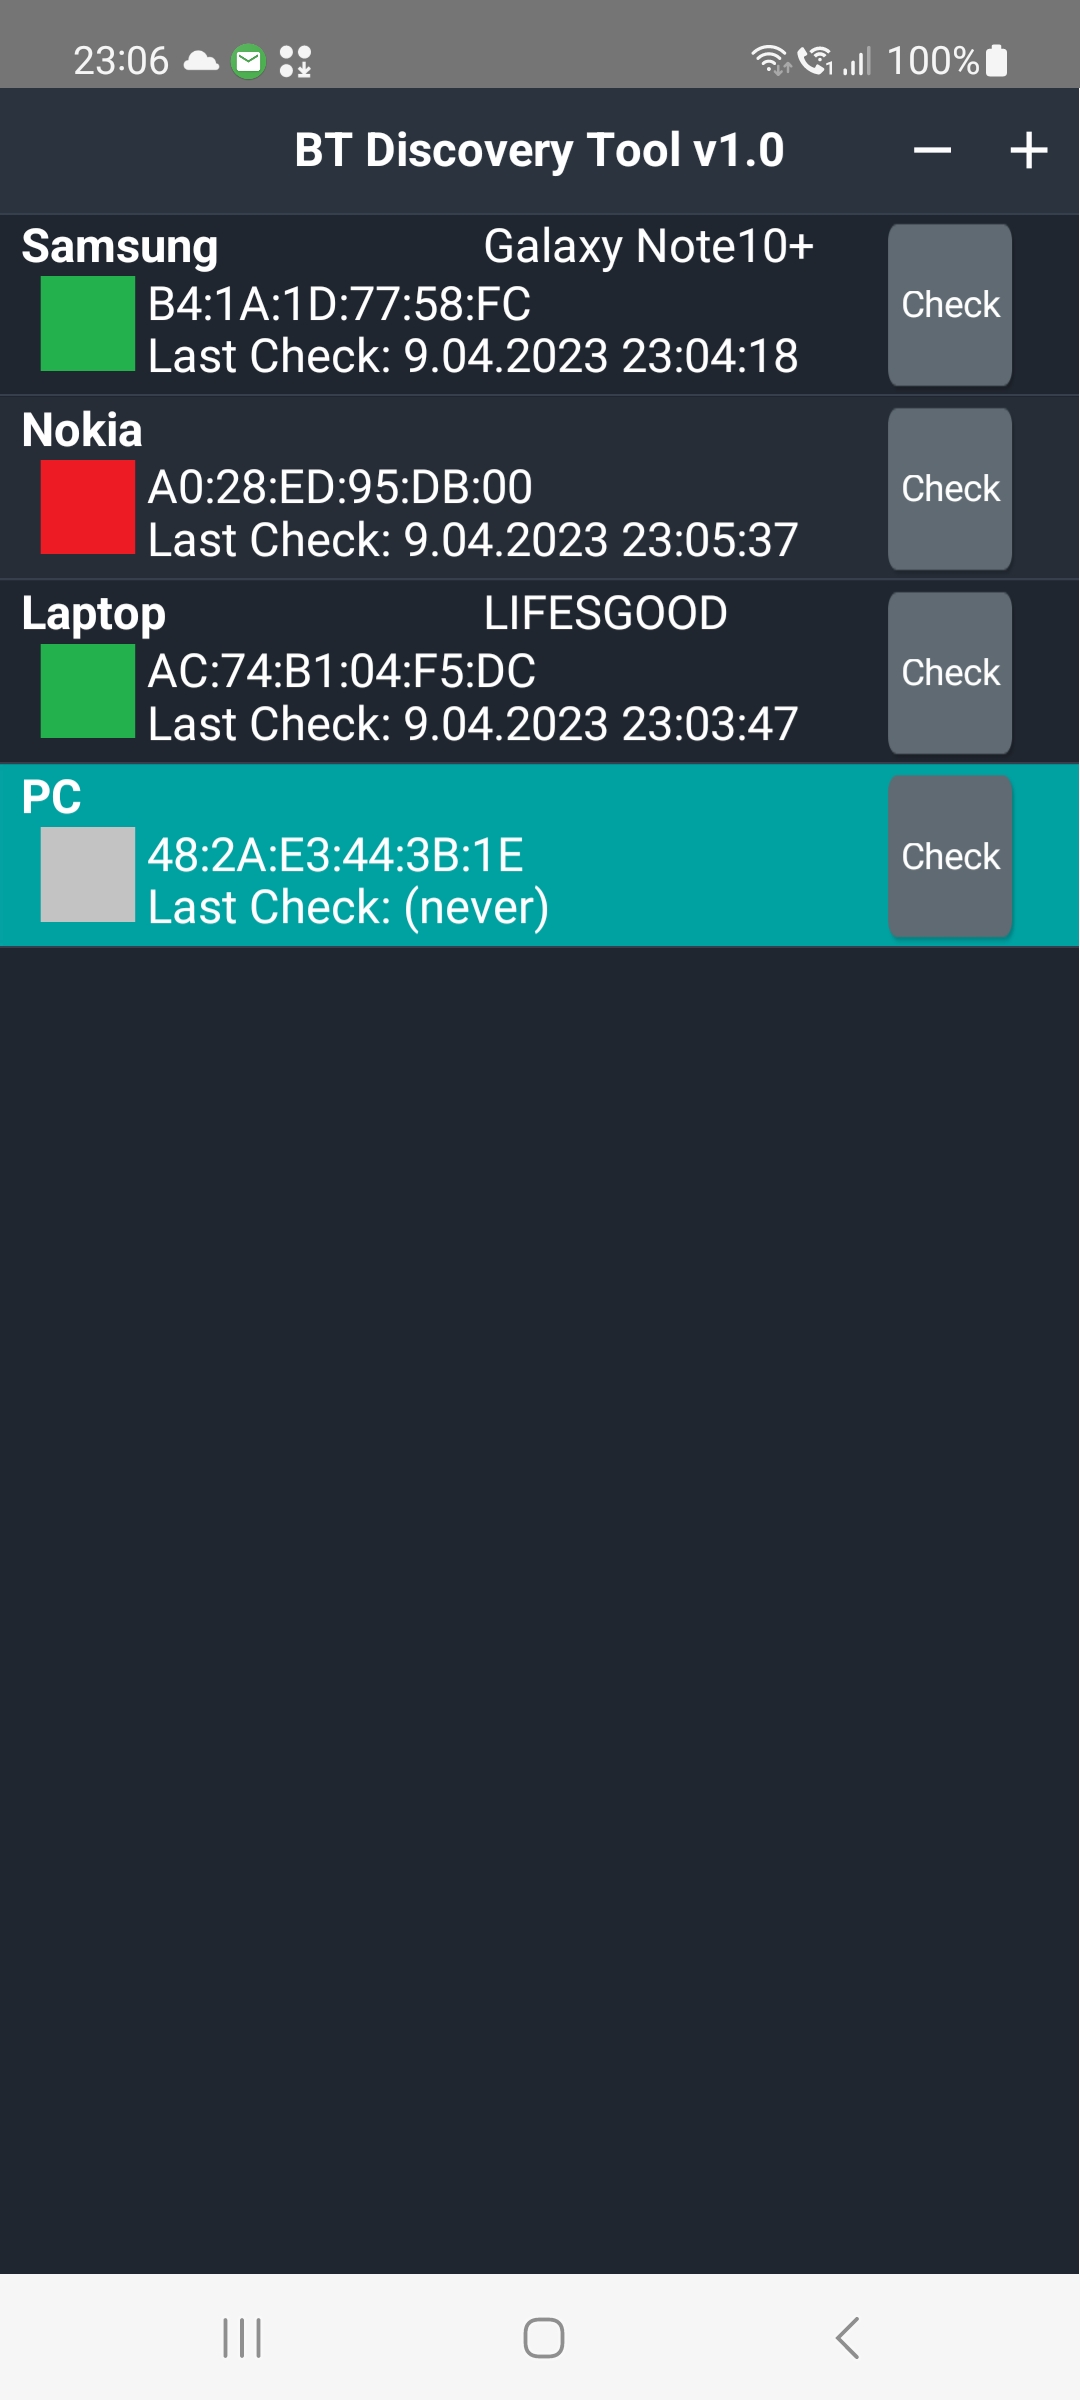 23:06 100%
BT Discovery Tool v1.0 − +
Samsung Galaxy Note10+
B4:1A:1D:77:58:FC
Last Check: 9.04.2023 23:04:18
Check
Nokia
A0:28:ED:95:DB:00
Last Check: 9.04.2023 23:05:37
Check
Laptop LIFESGOOD
AC:74:B1:04:F5:DC
Last Check: 9.04.2023 23:03:47
Check
PC
48:2A:E3:44:3B:1E
Last Check: (never)
Check